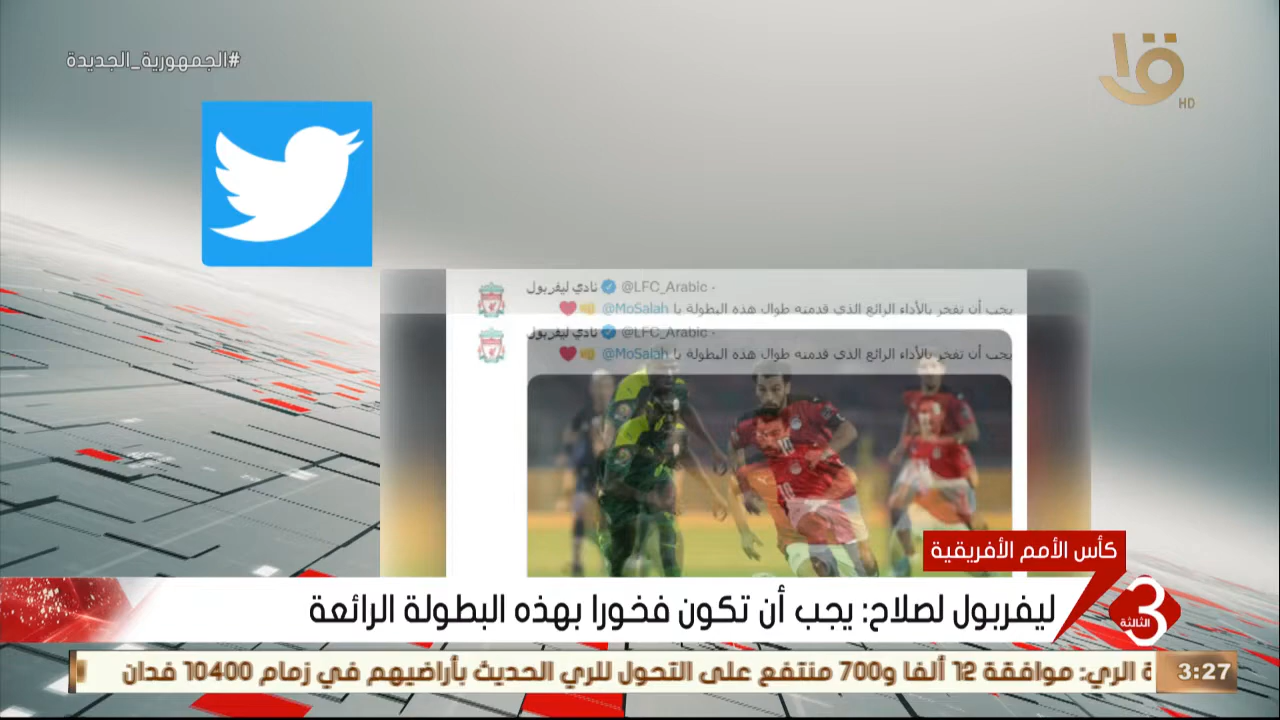 #الجمهورية_الجديدة
HD
نادي ليفربول @LFC_Arabic ·
يجب أن تفخر بالأداء الرائع الذي قدمته طوال هذه البطولة يا @MoSalah
نادي ليفربول @LFC_Arabic ·
يجب أن تفخر بالأداء الرائع الذي قدمته طوال هذه البطولة يا @MoSalah
كأس الأمم الأفريقية
ليفربول لصلاح: يجب أن تكون فخورا بهذه البطولة الرائعة
3 الثالثة
ة الري: موافقة 12 ألفا و700 منتفع على التحول للري الحديث بأراضيهم في زمام 10400 فدان
3:27